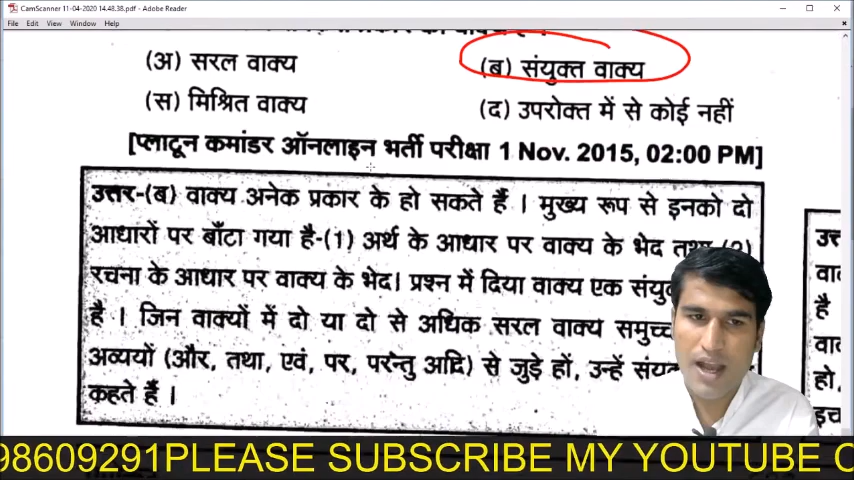 CamScanner 11-04-2020 14.48.38.pdf - Adobe Reader
File Edit View Window Help
(अ) सरल वाक्य
(ब) संयुक्त वाक्य
(स) मिश्रित वाक्य
(द) उपरोक्त में से कोई नहीं
[प्लाटून कमांडर ऑनलाइन भर्ती परीक्षा 1 Nov. 2015, 02:00 PM]
उत्तर-(ब) वाक्य अनेक प्रकार के हो सकते हैं । मुख्य रूप से इनको दो
आधारों पर बाँटा गया है-(1) अर्थ के आधार पर वाक्य के भेद तथा (2)
रचना के आधार पर वाक्य के भेद। प्रश्न में दिया वाक्य एक
है । जिन वाक्यों में दो या दो से अधिक सरल वाक्य
अव्ययों (और, तथा, एवं, पर, परन्तु आदि) से जुड़े हों, उन्हें
कहते हैं ।
98609291PLEASE SUBSCRIBE MY YOUTUBE